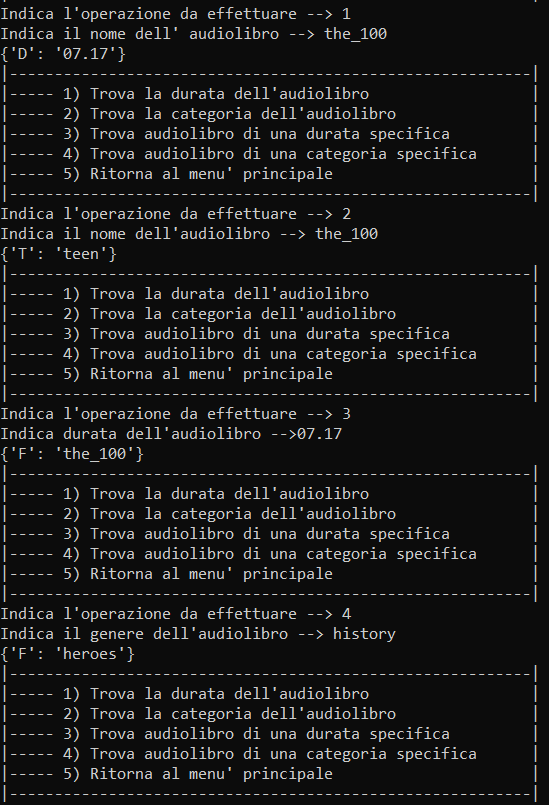 Indica l'operazione da effettuare --> 1
Indica il nome dell' audiolibro --> the_100
{'D': '07.17'}
|----------------------------------------------------------|
|----- 1) Trova la durata dell'audiolibro                  |
|----- 2) Trova la categoria dell'audiolibro               |
|----- 3) Trova audiolibro di una durata specifica         |
|----- 4) Trova audiolibro di una categoria specifica      |
|----- 5) Ritorna al menu' principale                      |
|----------------------------------------------------------|
Indica l'operazione da effettuare --> 2
Indica il nome dell'audiolibro --> the_100
{'T': 'teen'}
|----------------------------------------------------------|
|----- 1) Trova la durata dell'audiolibro                  |
|----- 2) Trova la categoria dell'audiolibro               |
|----- 3) Trova audiolibro di una durata specifica         |
|----- 4) Trova audiolibro di una categoria specifica      |
|----- 5) Ritorna al menu' principale                      |
|----------------------------------------------------------|
Indica l'operazione da effettuare --> 3
Indica durata dell'audiolibro -->07.17
{'F': 'the_100'}
|----------------------------------------------------------|
|----- 1) Trova la durata dell'audiolibro                  |
|----- 2) Trova la categoria dell'audiolibro               |
|----- 3) Trova audiolibro di una durata specifica         |
|----- 4) Trova audiolibro di una categoria specifica      |
|----- 5) Ritorna al menu' principale                      |
|----------------------------------------------------------|
Indica l'operazione da effettuare --> 4
Indica il genere dell'audiolibro --> history
{'F': 'heroes'}
|----------------------------------------------------------|
|----- 1) Trova la durata dell'audiolibro                  |
|----- 2) Trova la categoria dell'audiolibro               |
|----- 3) Trova audiolibro di una durata specifica         |
|----- 4) Trova audiolibro di una categoria specifica      |
|----- 5) Ritorna al menu' principale                      |
|----------------------------------------------------------|